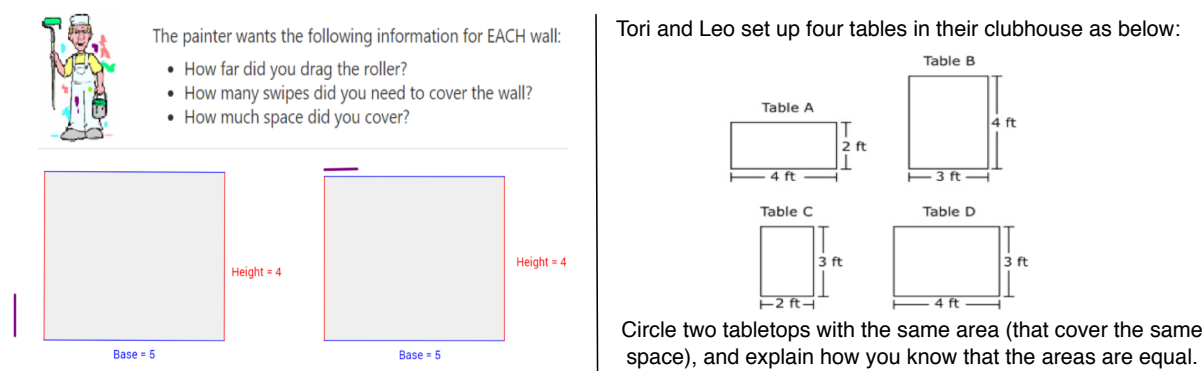 The painter wants the following information for EACH wall:
• How far did you drag the roller?
• How many swipes did you need to cover the wall?
• How much space did you cover?
Height = 4
Base = 5
Height = 4
Base = 5
Tori and Leo set up four tables in their clubhouse as below:
Table A
2 ft
4 ft
Table B
4 ft
3 ft
Table C
3 ft
2 ft
Table D
3 ft
4 ft
Circle two tabletops with the same area (that cover the same
space), and explain how you know that the areas are equal.